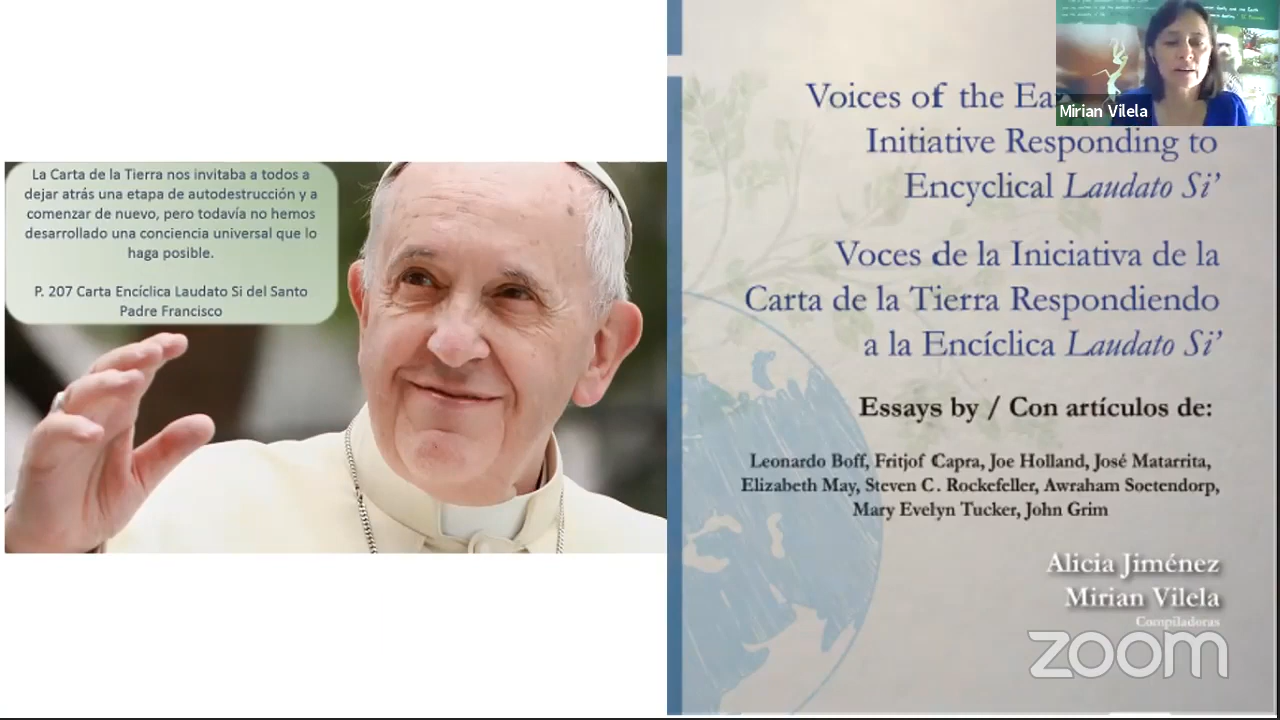 La Carta de la Tierra nos invitaba a todos a
dejar atrás una etapa de autodestrucción y a
comenzar de nuevo, pero todavía no hemos
desarrollado una conciencia universal que lo
haga posible.
P. 207 Carta Encíclica Laudato Si del Santo
Padre Francisco
Mirian Vilela
Voices of the
Initiative Responding to
Encyclical Laudato Si’
Voces de la Iniciativa de la
Carta de la Tierra Respondiendo
a la Encíclica Laudato Si’
Essays by / Con artículos de:
Leonardo Boff, Fritjof Capra, Joe Holland, José Matarrita,
Elizabeth May, Steven C. Rockefeller, Awraham Soetendorp,
Mary Evelyn Tucker, John Grim
Alicia Jiménez
Mirian Vilela
Compiladoras
zoom